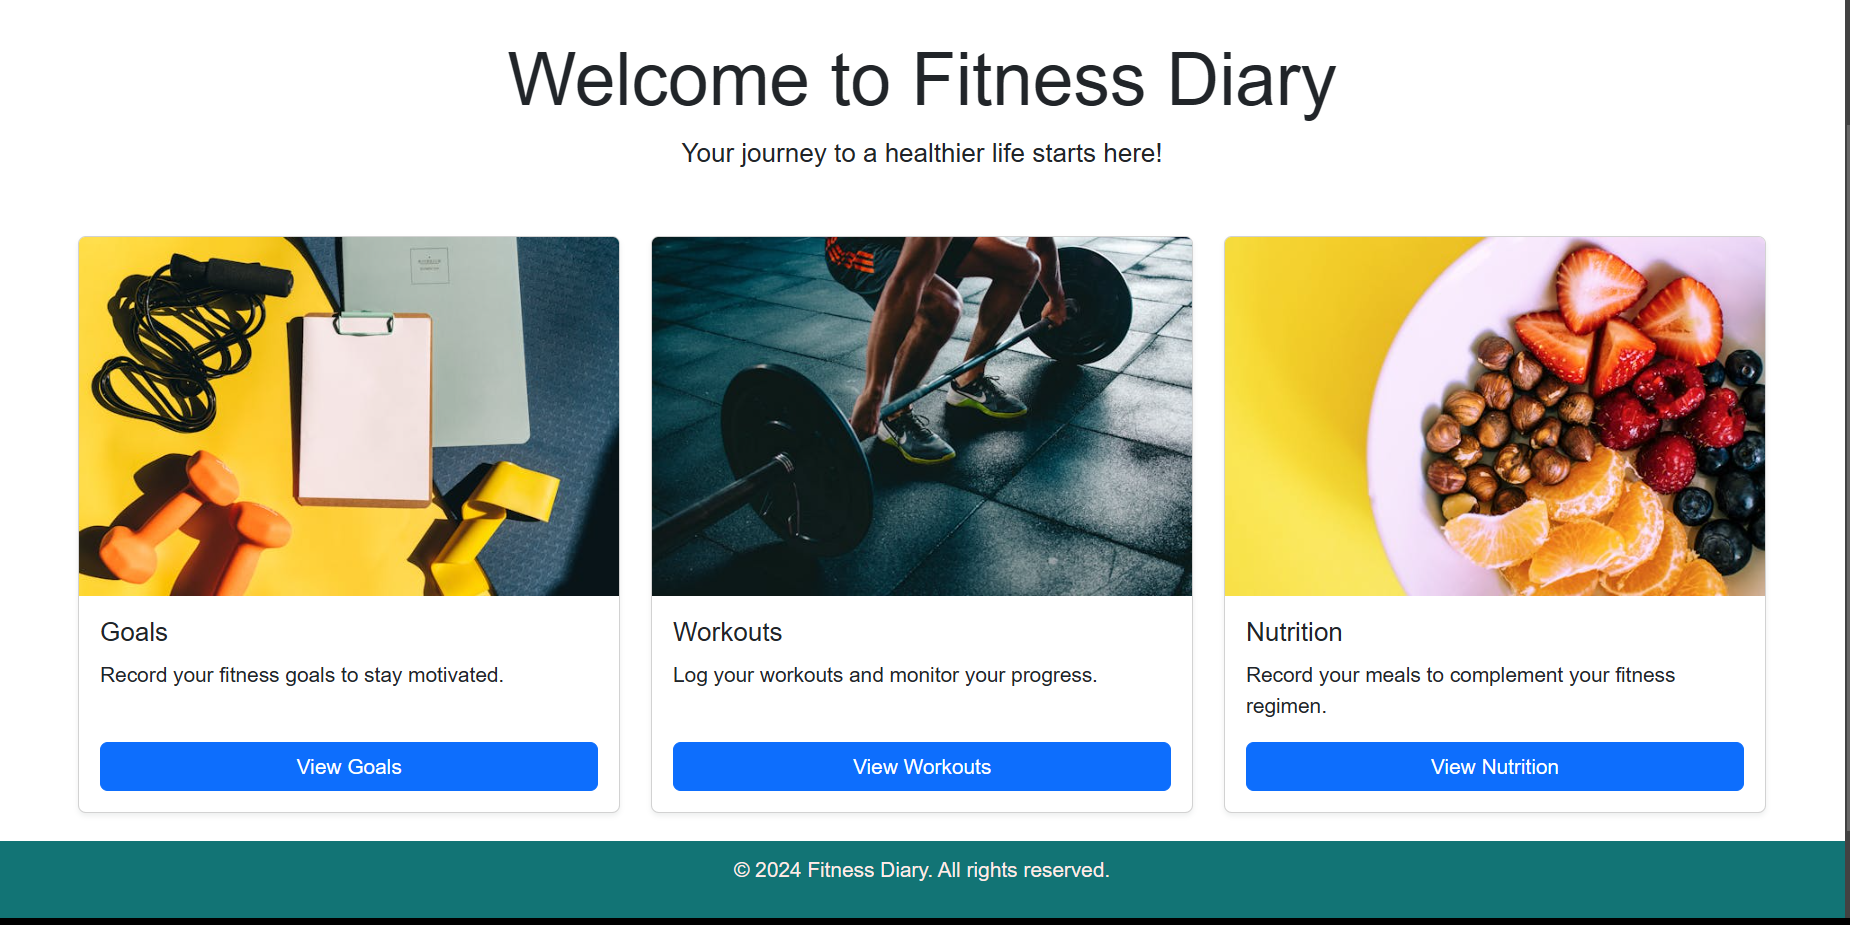 Welcome to Fitness Diary
Your journey to a healthier life starts here!
Goals
Record your fitness goals to stay motivated.
View Goals
Workouts
Log your workouts and monitor your progress.
View Workouts
Nutrition
Record your meals to complement your fitness
regimen.
View Nutrition
© 2024 Fitness Diary. All rights reserved.